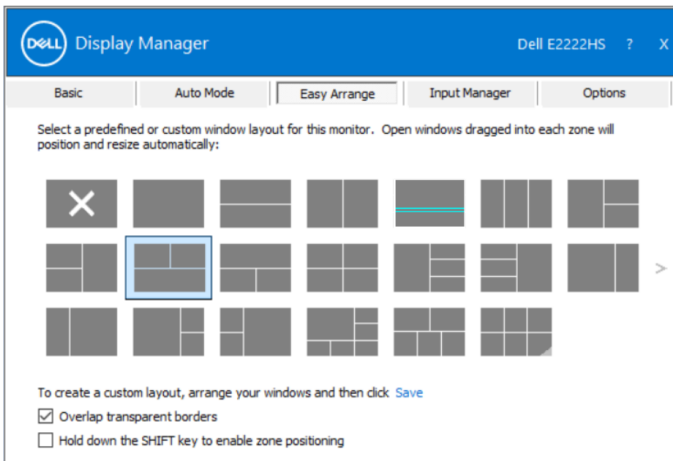 DELL Display Manager Dell E2222HS ? X
Basic Auto Mode Easy Arrange Input Manager Options
Select a predefined or custom window layout for this monitor. Open windows dragged into each zone will
position and resize automatically:
To create a custom layout, arrange your windows and then click Save
Overlap transparent borders
Hold down the SHIFT key to enable zone positioning